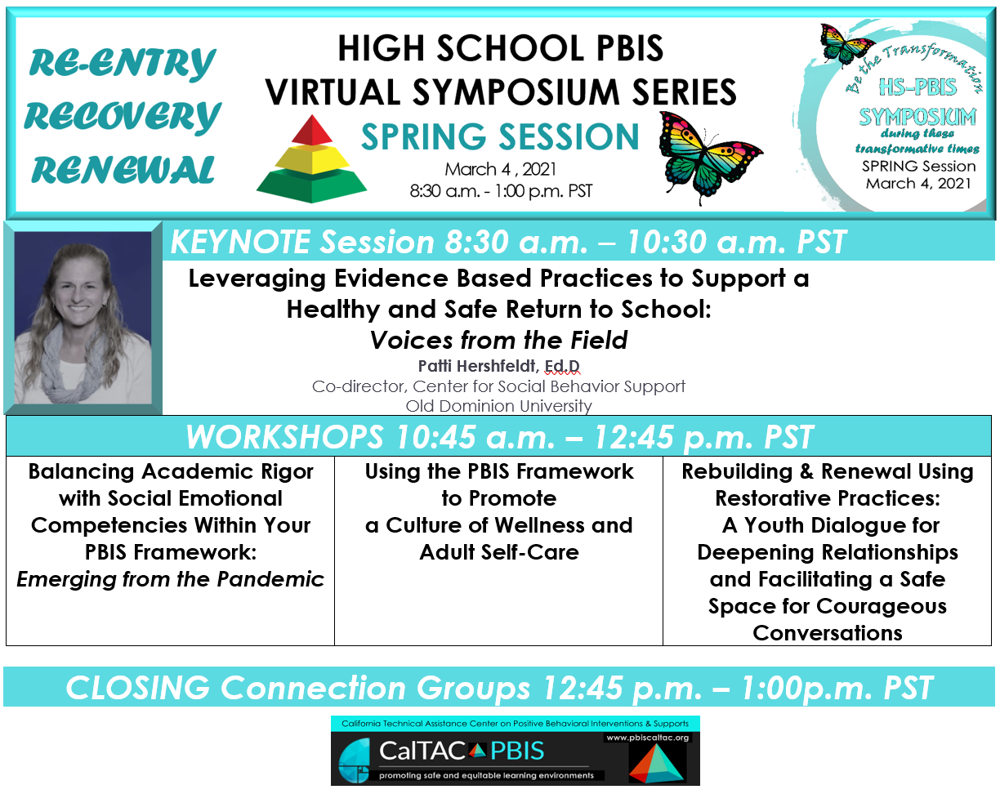 RE-ENTRY
RECOVERY
RENEWAL
HIGH SCHOOL PBIS
VIRTUAL SYMPOSIUM SERIES
SPRING SESSION
March 4 , 2021
8:30 a.m. - 1:00 p.m. PST
Be the Transformation
HS-PBIS
SYMPOSIUM
during these
transformative times
SPRING Session
March 4, 2021
KEYNOTE Session 8:30 a.m. – 10:30 a.m. PST
Leveraging Evidence Based Practices to Support a
Healthy and Safe Return to School:
Voices from the Field
Patti Hershfeldt, Ed.D
Co-director, Center for Social Behavior Support
Old Dominion University
WORKSHOPS 10:45 a.m. – 12:45 p.m. PST
Balancing Academic Rigor
with Social Emotional
Competencies Within Your
PBIS Framework:
Emerging from the Pandemic
Using the PBIS Framework
to Promote
a Culture of Wellness and
Adult Self-Care
Rebuilding & Renewal Using
Restorative Practices:
A Youth Dialogue for
Deepening Relationships
and Facilitating a Safe
Space for Courageous
Conversations
CLOSING Connection Groups 12:45 p.m. – 1:00p.m. PST
California Technical Assistance Center on Positive Behavioral Interventions & Supports
www.pbiscaltac.org
CalTAC PBIS
promoting safe and equitable learning environments